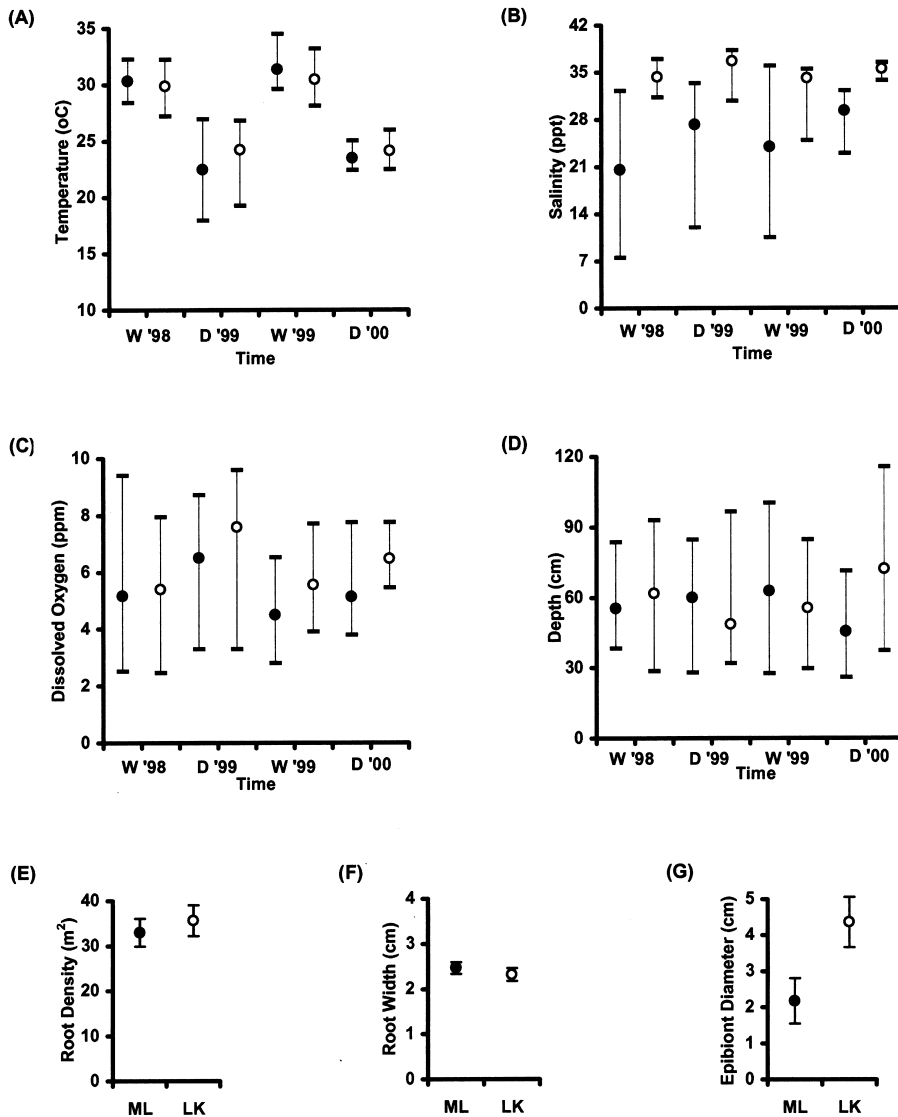 (A)
Temperature (oC)
35
30
25
20
15
10
W '98 D '99 W '99 D '00
Time
(B)
Salinity (ppt)
42
35
28
21
14
7
0
W '98 D '99 W '99 D '00
Time
(C)
Dissolved Oxygen (ppm)
10
8
6
4
2
0
W '98 D '99 W '99 D '00
Time
(D)
Depth (cm)
120
90
60
30
0
W '98 D '99 W '99 D '00
Time
(E)
Root Density (m²)
40
30
20
10
0
ML LK
(F)
Root Width (cm)
4
3
2
1
0
ML LK
(G)
Epibiont Diameter (cm)
5
4
3
2
1
0
ML LK